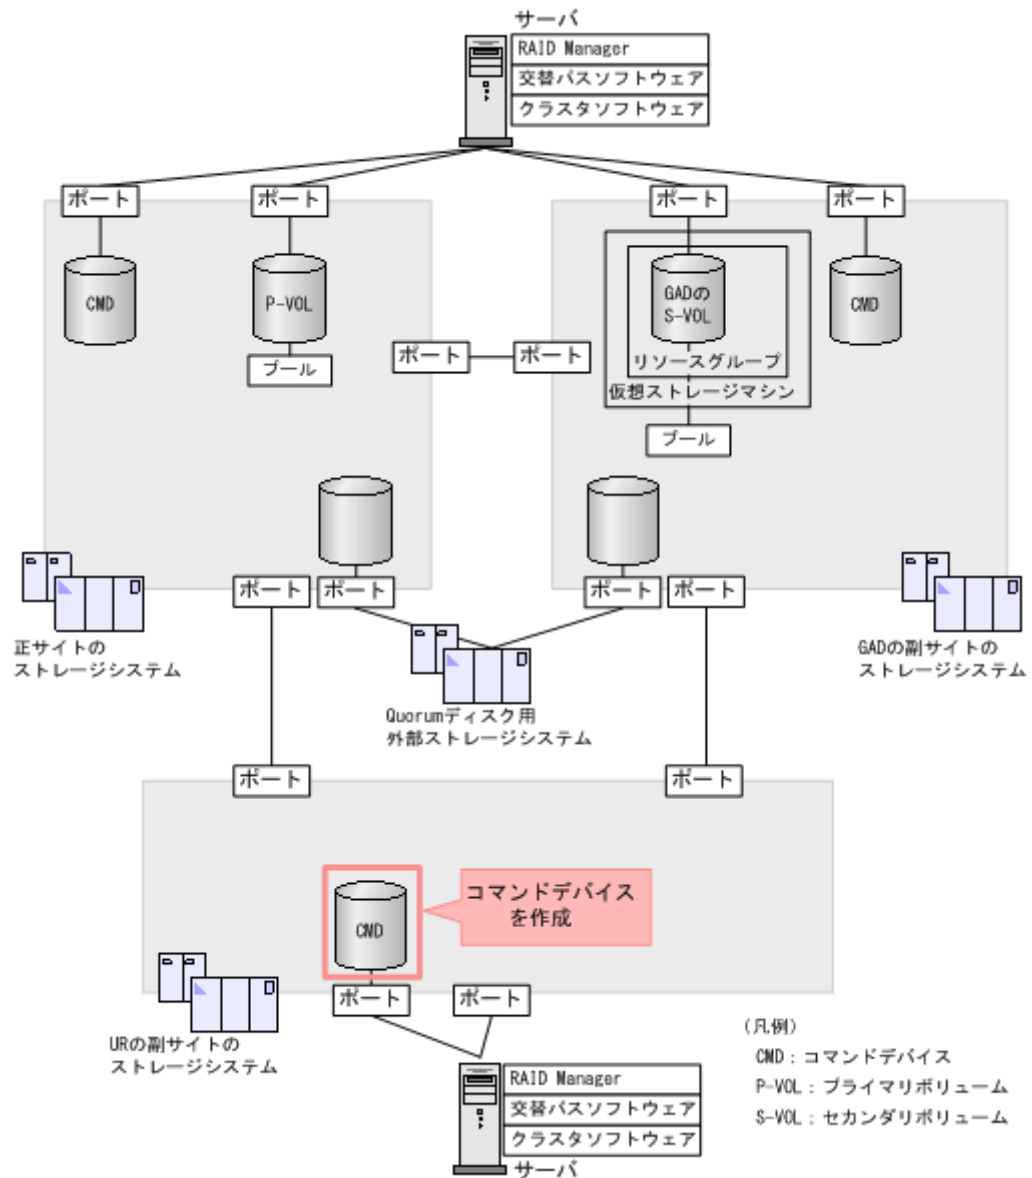 サーバ
RAID Manager
交替パスソフトウェア
クラスタソフトウェア
ポート
ポート
ポート
ポート
CMD
P-VOL
GADの
S-VOL
CMD
プール
ポート
ポート
リソースグループ
仮想ストレージマシン
プール
ポート
ポート
ポート
ポート
正サイトの
ストレージシステム
GADの副サイトの
ストレージシステム
Quorumディスク用
外部ストレージシステム
ポート
ポート
コマンドデバイス
を作成
CMD
ポート
ポート
URの副サイトの
ストレージシステム
(凡例)
CMD:コマンドデバイス
P-VOL:プライマリボリューム
S-VOL:セカンダリボリューム
RAID Manager
交替パスソフトウェア
クラスタソフトウェア
サーバ